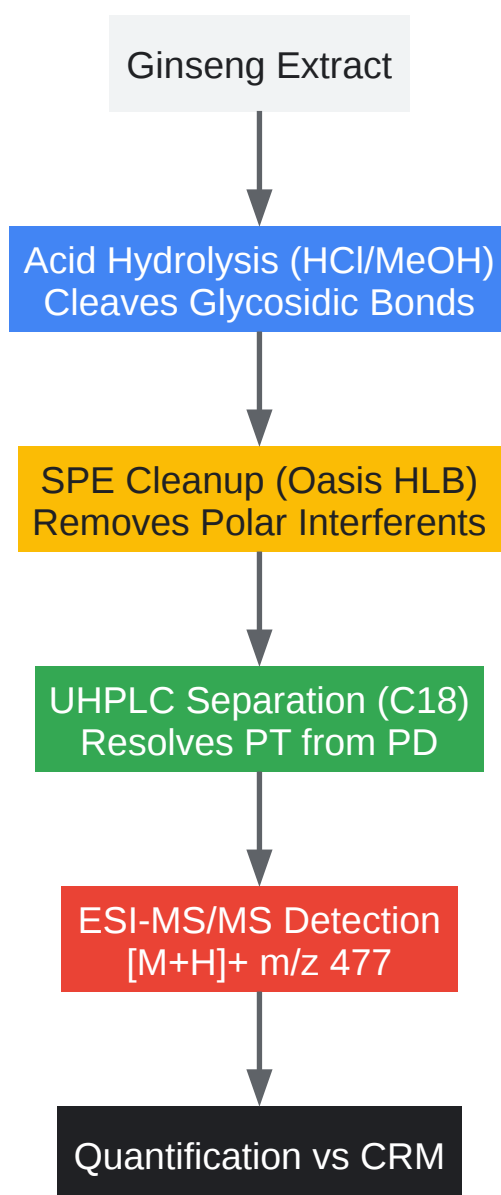 Ginseng Extract
Acid Hydrolysis (HCl/MeOH)
Cleaves Glycosidic Bonds
SPE Cleanup (Oasis HLB)
Removes Polar Interferents
UHPLC Separation (C18)
Resolves PT from PD
ESI-MS/MS Detection
[M+H]+ m/z 477
Quantification vs CRM